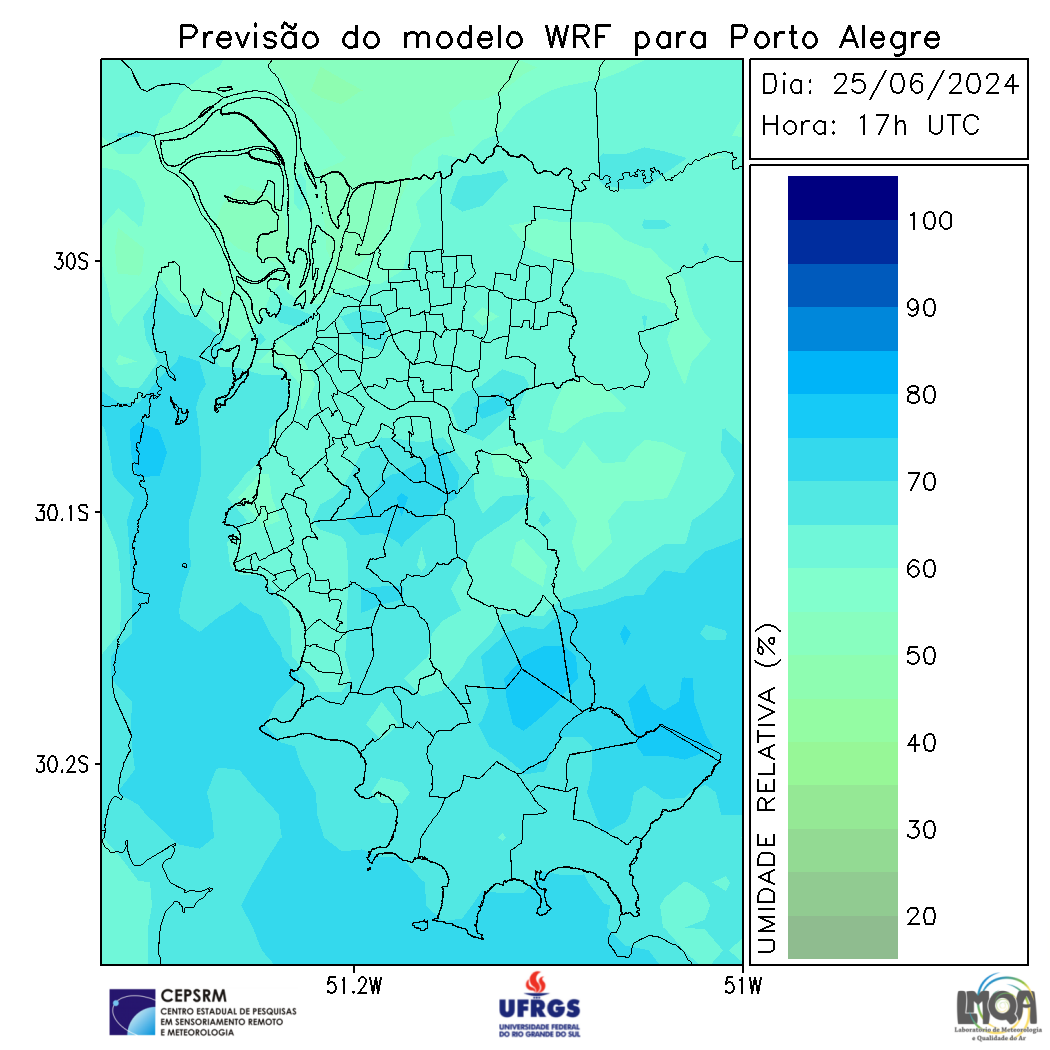 Previsão do modelo WRF para Porto Alegre
Dia: 25/06/2024
Hora: 17h UTC
100
90
80
70
60
50
40
30
20
UMIDADE RELATIVA (%)
30S
30.1S
30.2S
51.2W
51W
CEPSRM
CENTRO ESTADUAL DE PESQUISAS
EM SENSORIAMENTO REMOTO
E METEOROLOGIA
UFRGS
UNIVERSIDADE FEDERAL
DO RIO GRANDE DO SUL
LMQA
Laboratório de Meteorologia
e Qualidade do Ar